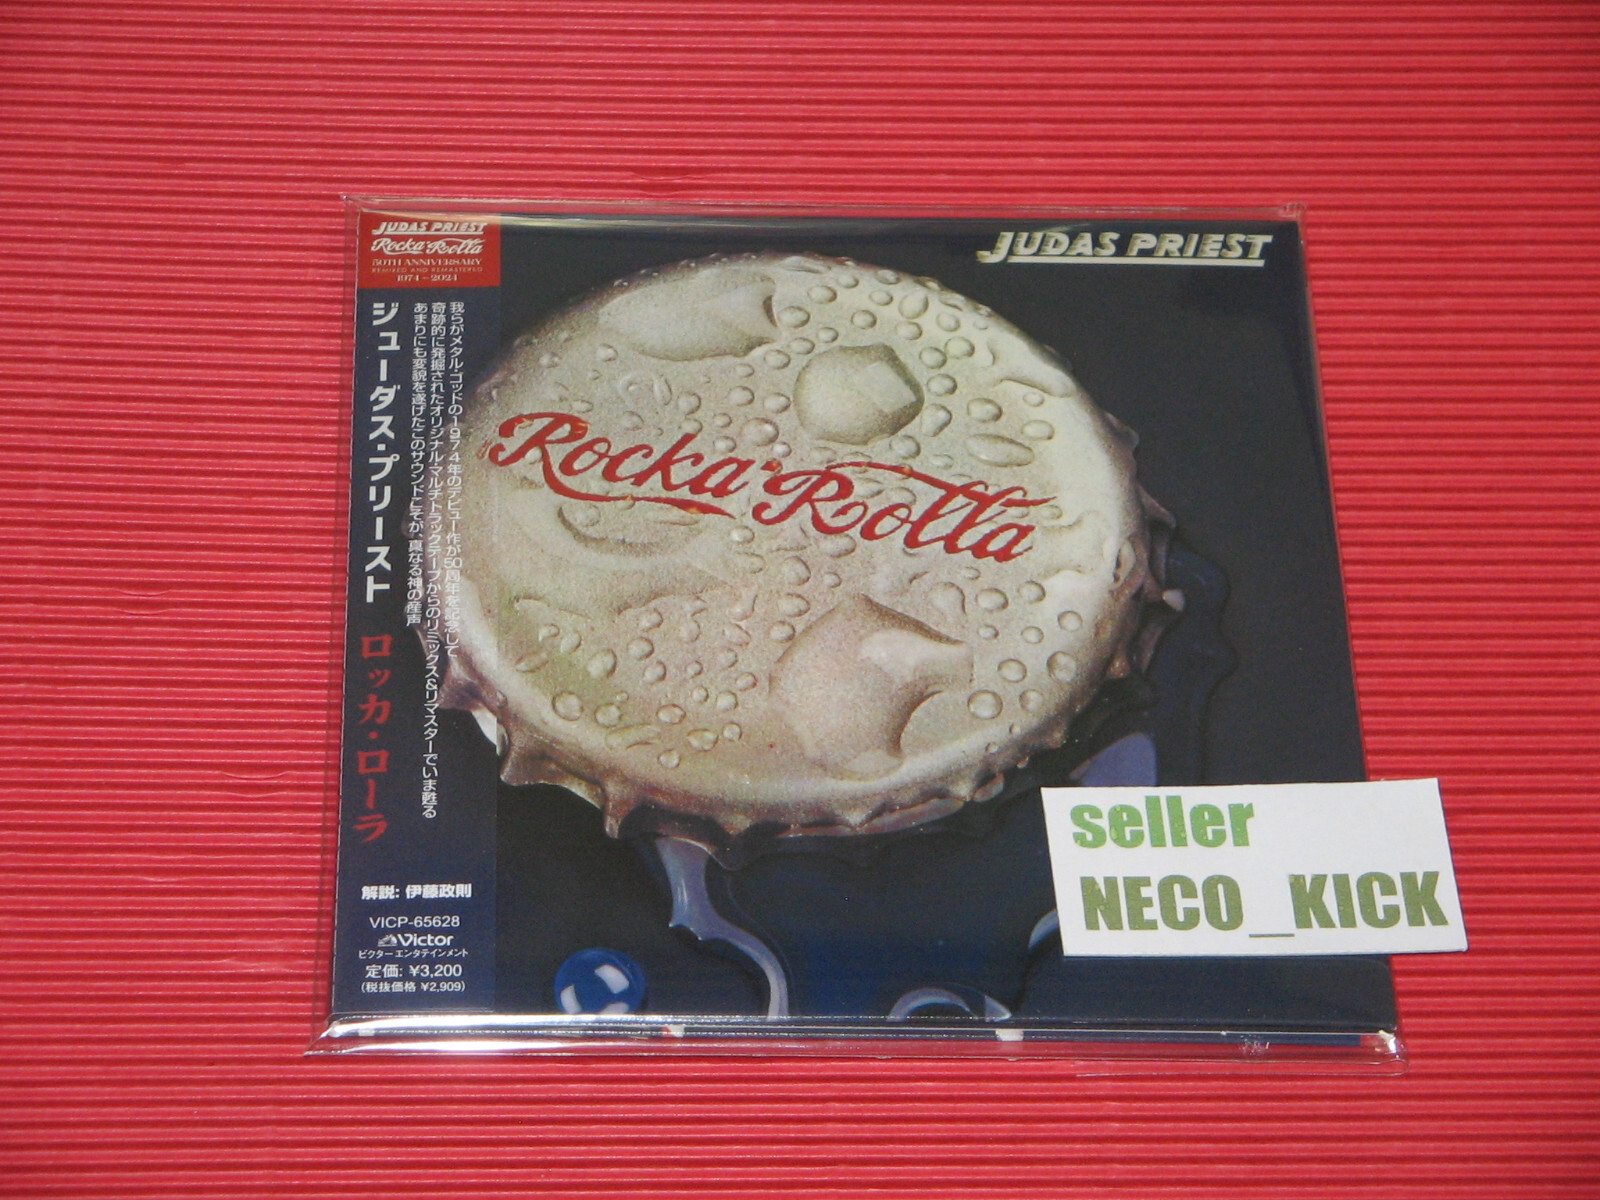 JUDAS PRIEST
Rocka Rolla
50TH ANNIVERSARY
REMIXED AND REMASTERED
1974 - 2024
我らがメタル・ゴッドの1974年のデビュー作が50周年を記念して
奇跡的に発掘されたオリジナル・マルチトラックテープからのリミックス&リマスターでいま甦る
あまりにも変貌を遂げたこのサウンドこそが、真なる神の産声
ジューダス・プリースト
ロッカ・ローラ
解説: 伊藤政則
VICP-65628
Victor
ビクターエンタテインメント
定価: ¥3,200
(税抜価格 ¥2,909)
JUDAS PRIEST
Rocka Rolla
seller
NECO_KICK